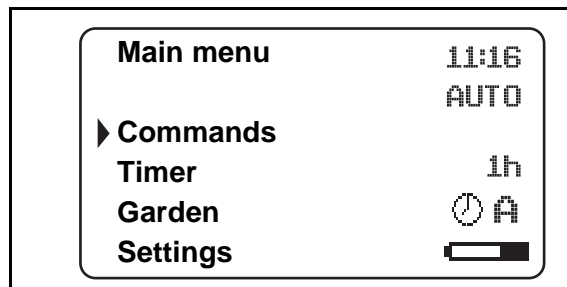 Main menu 11:16
AUTO
Commands
Timer 1h
Garden A
Settings